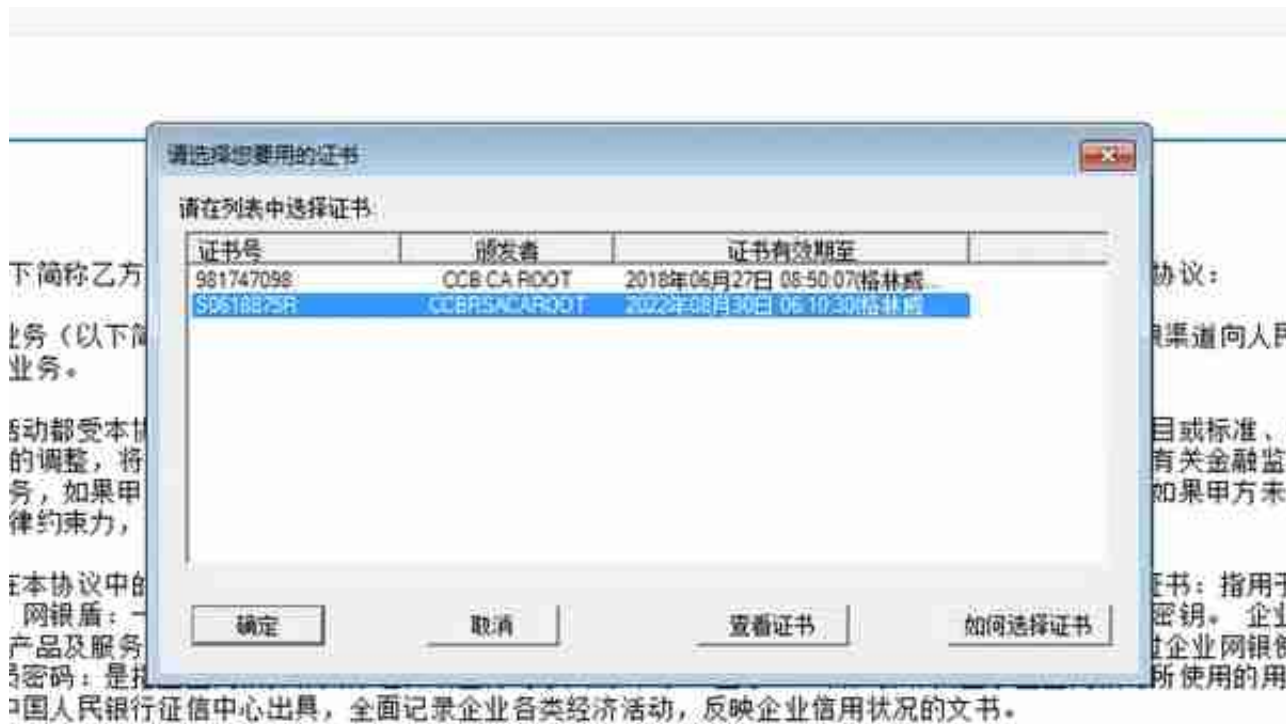 请选择您要用的证书
请在列表中选择证书
证书号 颁发者 证书有效期至
981747098 CCB CA ROOT 2018年06月27日 08:50:07(格林威...
S0618875R CCBRSACAROOT 2022年08月30日 06:10:30(格林威...
确定 取消 查看证书 如何选择证书
下简称乙方 协议:
业务(以下简 银渠道向人民
业务。
活动都受本协 目或标准、
的调整,将 有关金融监
务,如果甲 如果甲方未
律约束力,
在本协议中的 证书:指用于
网银盾:一 密钥。 企业
产品及服务 过企业网银使
员密码:是指 所使用的用
中国人民银行征信中心出具,全面记录企业各类经济活动,反映企业信用状况的文书。